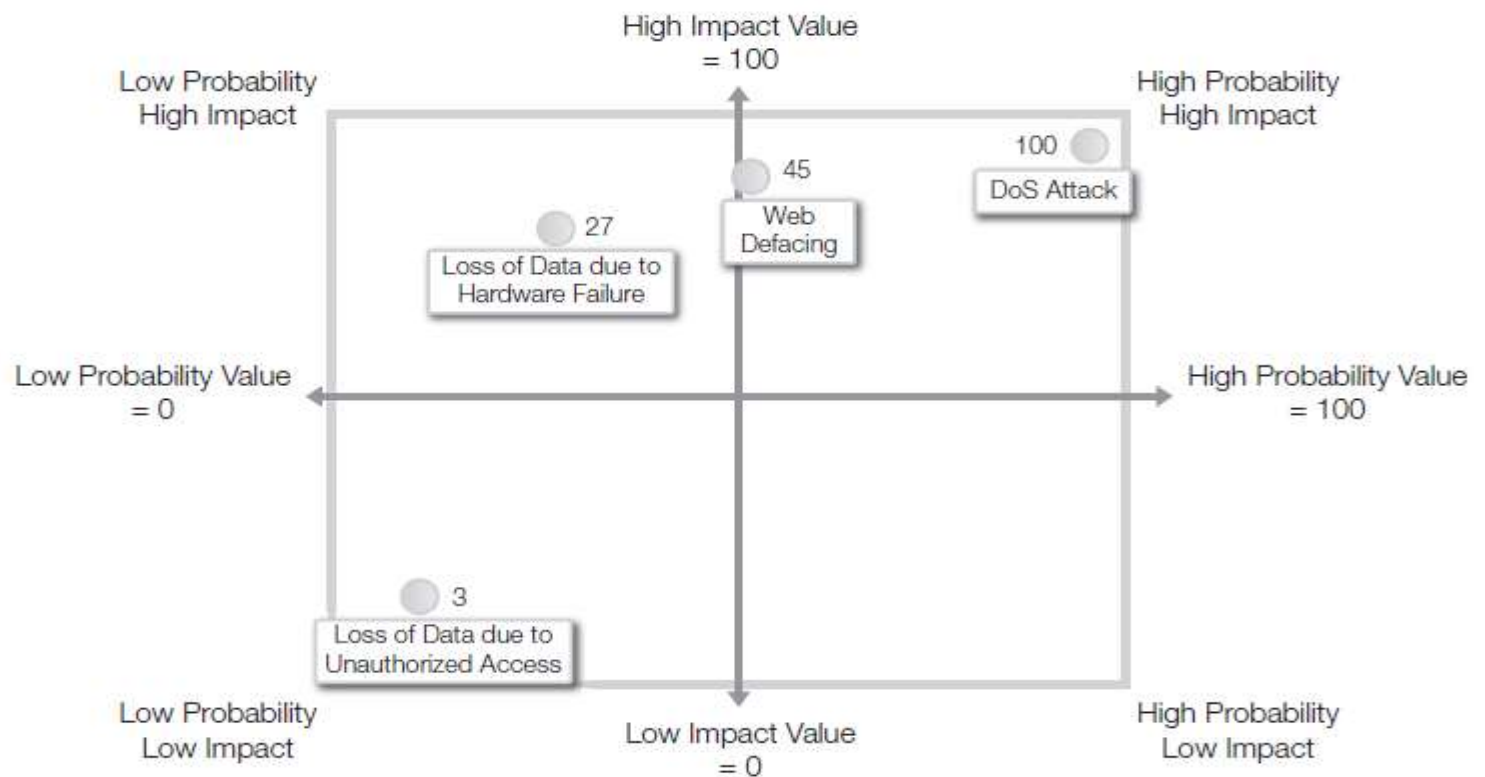 High Impact Value
= 100
Low Probability
High Impact
High Probability
High Impact
100
DoS Attack
45
Web
Defacing
27
Loss of Data due to
Hardware Failure
Low Probability Value
= 0
High Probability Value
= 100
3
Loss of Data due to
Unauthorized Access
Low Probability
Low Impact
Low Impact Value
= 0
High Probability
Low Impact